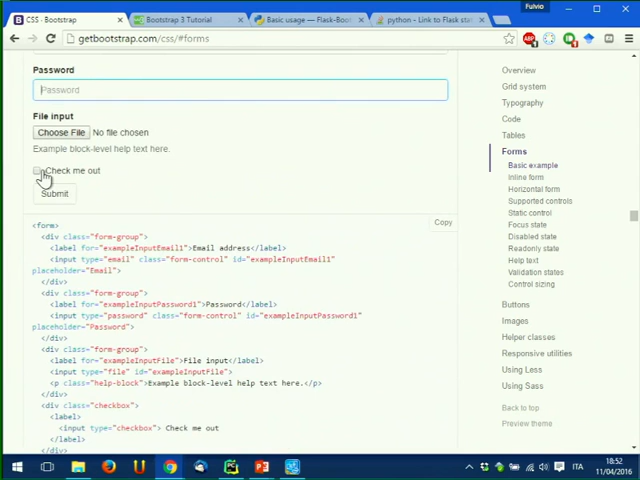 Fulvio
CSS · Bootstrap
Bootstrap 3 Tutorial
Basic usage — Flask-Boo
python - Link to Flask sta
getbootstrap.com/css/#forms
Password
Password
File input
Choose File No file chosen
Example block-level help text here.
Check me out
Submit
Copy
<form>
<div class="form-group">
<label for="exampleInputEmail1">Email address</label>
<input type="email" class="form-control" id="exampleInputEmail1"
placeholder="Email">
</div>
<div class="form-group">
<label for="exampleInputPassword1">Password</label>
<input type="password" class="form-control" id="exampleInputPassword1"
placeholder="Password">
</div>
<div class="form-group">
<label for="exampleInputFile">File input</label>
<input type="file" id="exampleInputFile">
<p class="help-block">Example block-level help text here.</p>
</div>
<div class="checkbox">
<label>
<input type="checkbox"> Check me out
</label>
</div>
Overview
Grid system
Typography
Code
Tables
Forms
Basic example
Inline form
Horizontal form
Supported controls
Static control
Focus state
Disabled state
Readonly state
Help text
Validation states
Control sizing
Buttons
Images
Helper classes
Responsive utilities
Using Less
Using Sass
Back to top
Preview theme
ITA
18:52
11/04/2016